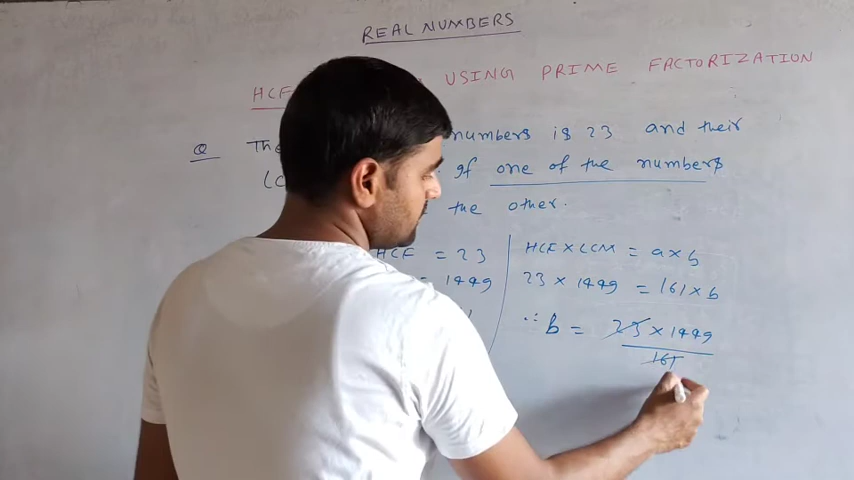 REAL NUMBERS
HCF USING PRIME FACTORIZATION
Q The numbers is 23 and their
of one of the numbers
the other.
HCF = 23
= 1449
HCF x LCM = a x b
23 x 1449 = 161 x b
∴ b = 23 x 1449
161